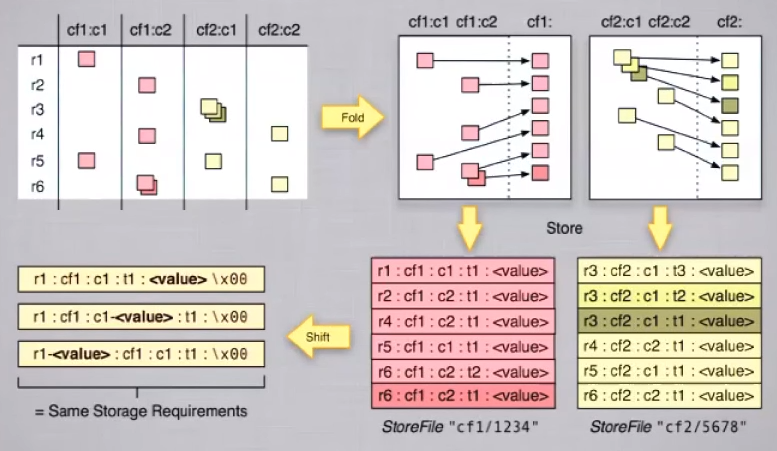 cf1:c1 cf1:c2 cf2:c1 cf2:c2
r1
r2
r3
r4
r5
r6
Fold
cf1:c1 cf1:c2 cf1:
cf2:c1 cf2:c2 cf2:
Store
r1 : cf1 : c1 : t1 : <value>
r2 : cf1 : c2 : t1 : <value>
r4 : cf1 : c2 : t1 : <value>
r5 : cf1 : c1 : t1 : <value>
r6 : cf1 : c2 : t2 : <value>
r6 : cf1 : c2 : t1 : <value>
StoreFile "cf1/1234"
r3 : cf2 : c1 : t3 : <value>
r3 : cf2 : c1 : t2 : <value>
r3 : cf2 : c1 : t1 : <value>
r4 : cf2 : c2 : t1 : <value>
r5 : cf2 : c1 : t1 : <value>
r6 : cf2 : c2 : t1 : <value>
StoreFile "cf2/5678"
Shift
r1 : cf1 : c1 : t1 : <value> \x00
r1 : cf1 : c1-<value> : t1 : \x00
r1-<value> : cf1 : c1 : t1 : \x00
= Same Storage Requirements